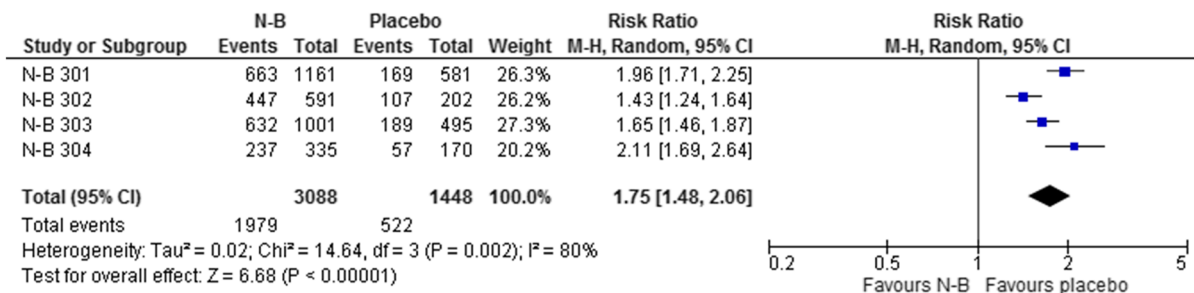 N-B Placebo Risk Ratio Risk Ratio
Study or Subgroup Events Total Events Total Weight M-H, Random, 95% CI M-H, Random, 95% CI
N-B 301 663 1161 169 581 26.3% 1.96 [1.71, 2.25]
N-B 302 447 591 107 202 26.2% 1.43 [1.24, 1.64]
N-B 303 632 1001 189 495 27.3% 1.65 [1.46, 1.87]
N-B 304 237 335 57 170 20.2% 2.11 [1.69, 2.64]
Total (95% CI) 3088 1448 100.0% 1.75 [1.48, 2.06]
Total events 1979 522
Heterogeneity: Tau² = 0.02; Chi² = 14.64, df = 3 (P = 0.002); I² = 80%
Test for overall effect: Z = 6.68 (P < 0.00001)
0.2 0.5 1 2 5
Favours N-B Favours placebo